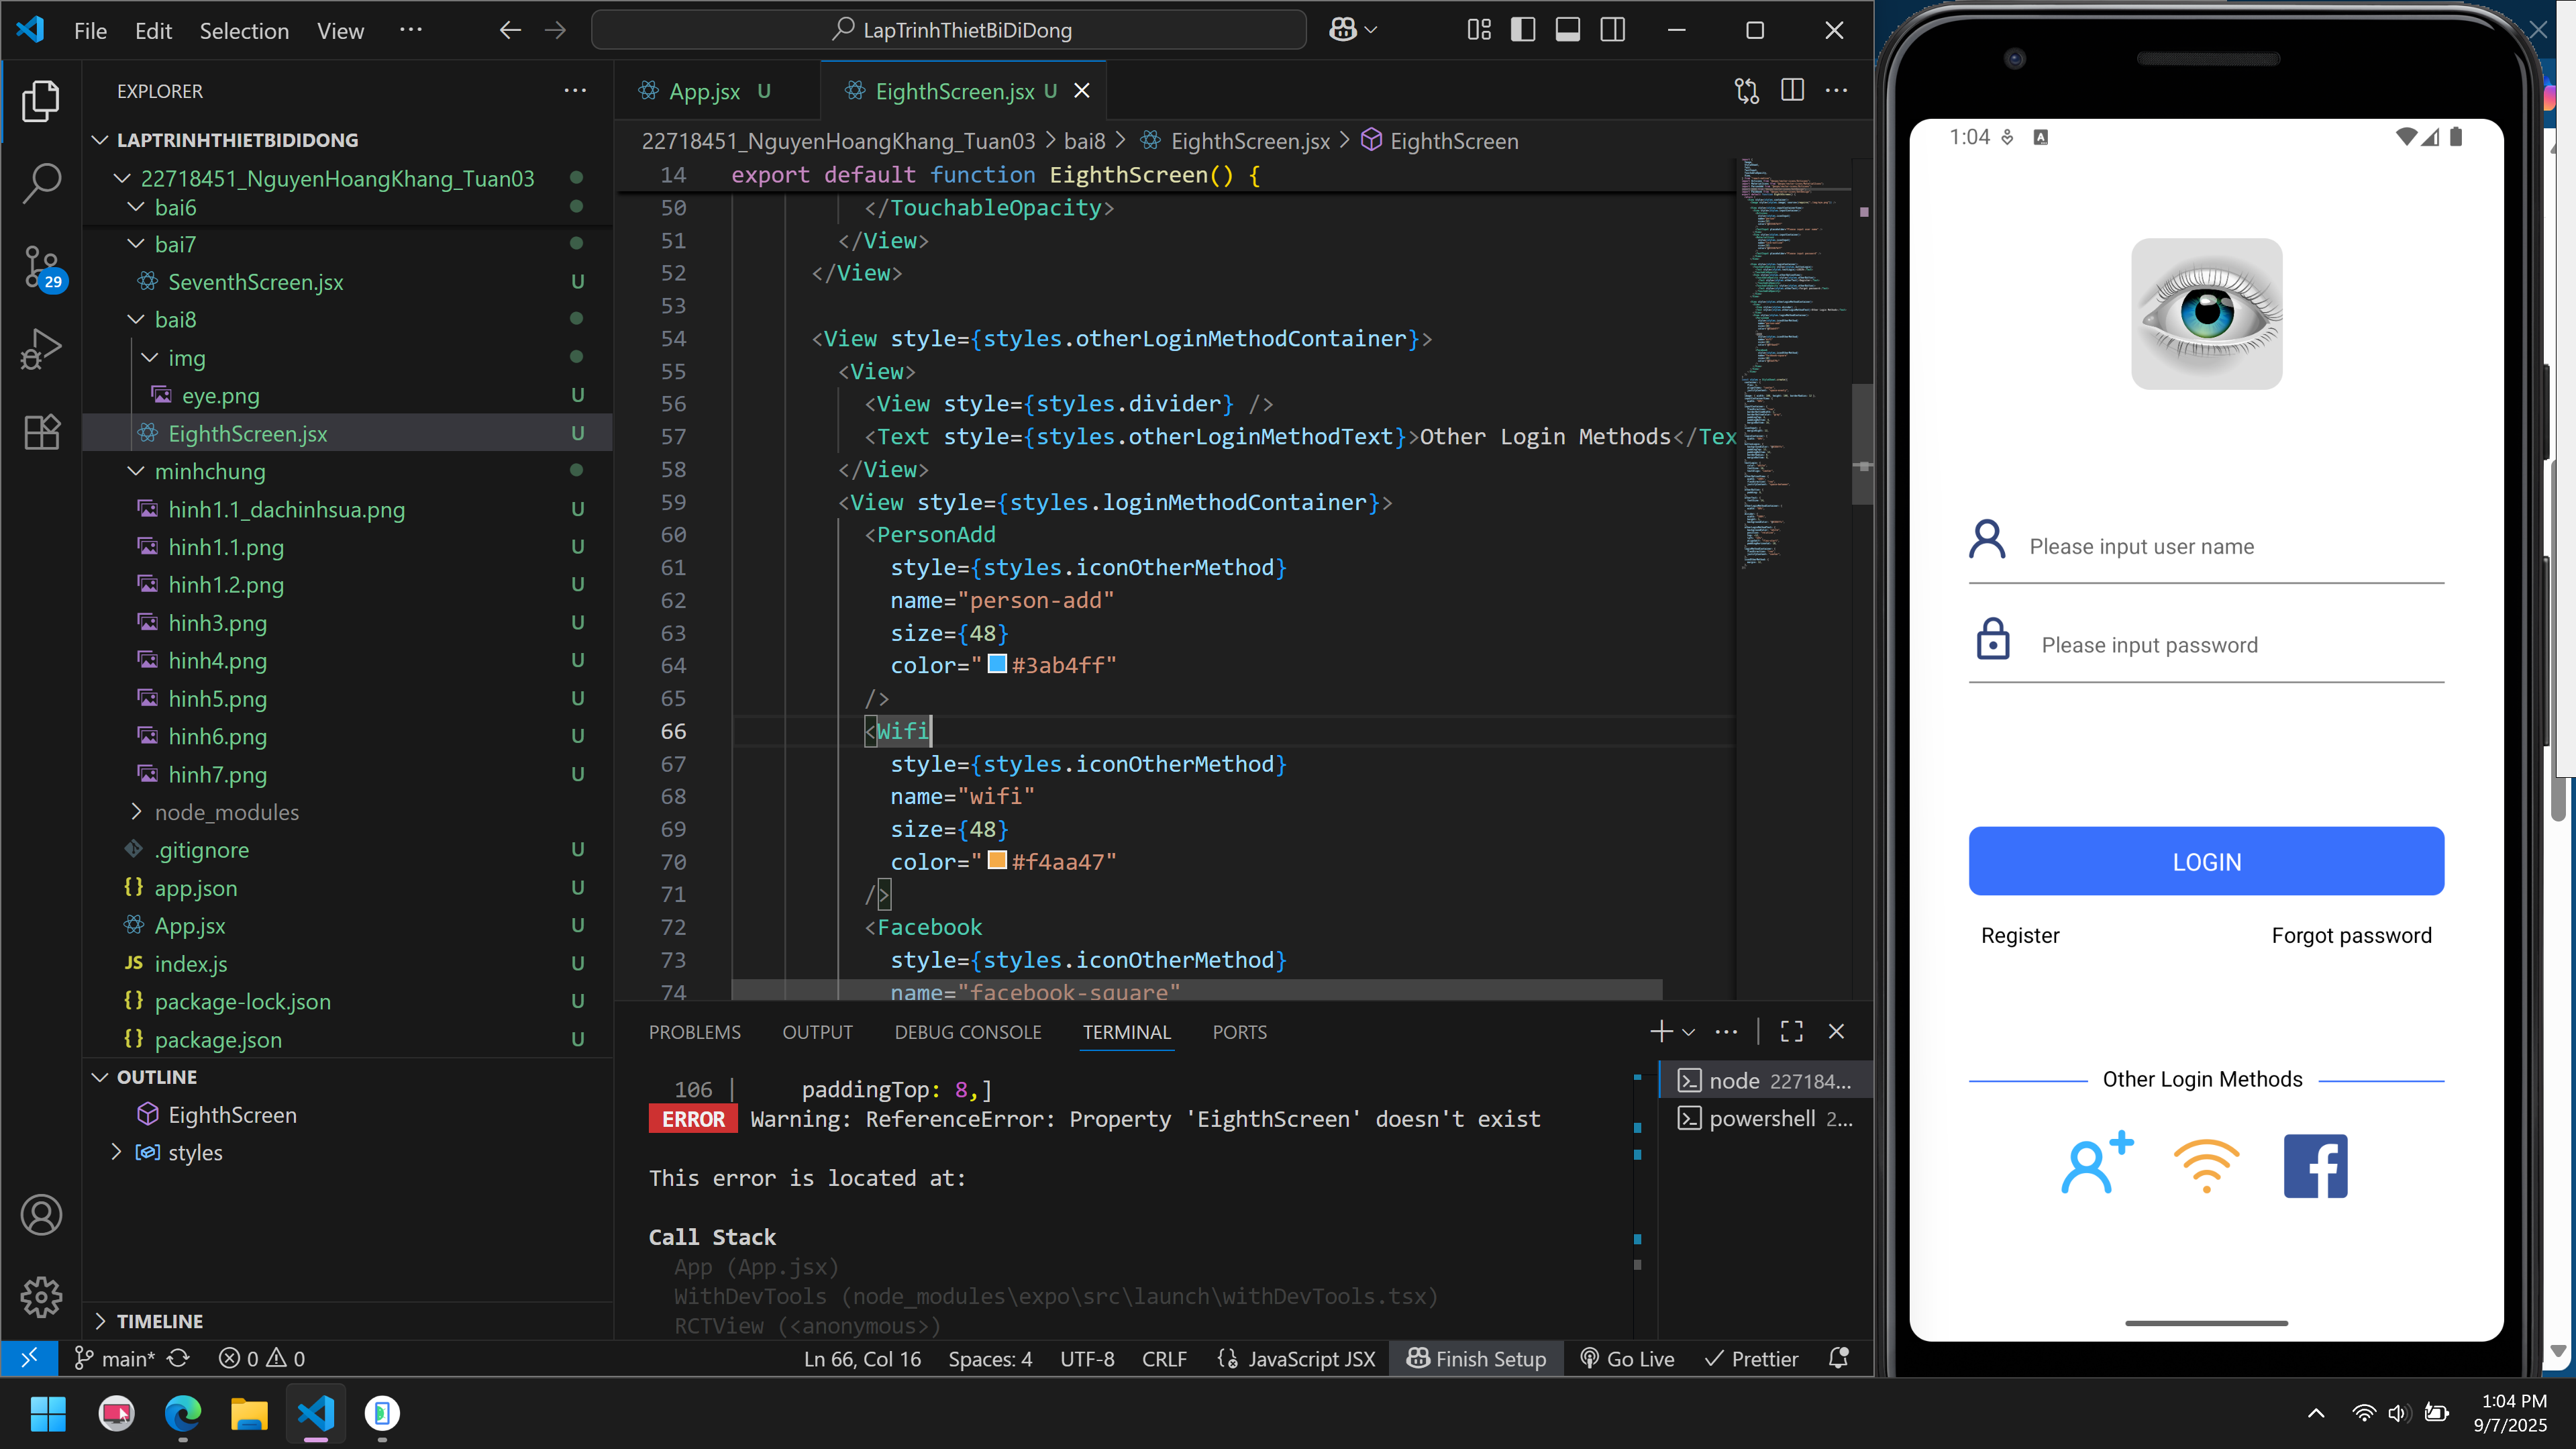 File Edit Selection View ··· LapTrinhThietBiDiDong
EXPLORER
LAPTRINHTHIETBIDIDONG
22718451_NguyenHoangKhang_Tuan03
bai6
bai7
SeventhScreen.jsx U
bai8
img
eye.png U
EighthScreen.jsx U
minhchung
hinh1.1_dachinhsua.png U
hinh1.1.png U
hinh1.2.png U
hinh3.png U
hinh4.png U
hinh5.png U
hinh6.png U
hinh7.png U
node_modules
.gitignore U
{} app.json U
App.jsx U
JS index.js U
{} package-lock.json U
{} package.json U
OUTLINE
EighthScreen
styles
TIMELINE
29
App.jsx U
EighthScreen.jsx U
22718451_NguyenHoangKhang_Tuan03 > bai8 > EighthScreen.jsx > EighthScreen
14 export default function EighthScreen() {
50 </TouchableOpacity>
51 </View>
52 </View>
53
54 <View style={styles.otherLoginMethodContainer}>
55 <View>
56 <View style={styles.divider} />
57 <Text style={styles.otherLoginMethodText}>Other Login Methods</Tex
58 </View>
59 <View style={styles.loginMethodContainer}>
60 <PersonAdd
61 style={styles.iconOtherMethod}
62 name="person-add"
63 size={48}
64 color="#3ab4ff"
65 />
66 <Wifi
67 style={styles.iconOtherMethod}
68 name="wifi"
69 size={48}
70 color="#f4aa47"
71 />
72 <Facebook
73 style={styles.iconOtherMethod}
74 name="facebook-square"
PROBLEMS OUTPUT DEBUG CONSOLE TERMINAL PORTS
106 | paddingTop: 8,]
ERROR Warning: ReferenceError: Property 'EighthScreen' doesn't exist
This error is located at:
Call Stack
App (App.jsx)
WithDevTools (node_modules\expo\src\launch\withDevTools.tsx)
RCTView (<anonymous>)
node 227184...
powershell 2...
main* 0 0 Ln 66, Col 16 Spaces: 4 UTF-8 CRLF JavaScript JSX Finish Setup Go Live Prettier
1:04
Please input user name
Please input password
LOGIN
Register Forgot password
Other Login Methods
1:04 PM
9/7/2025